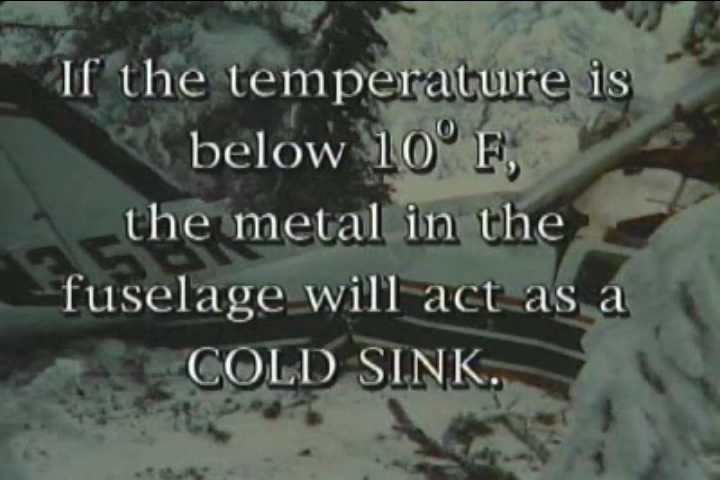 If the temperature is
below 10° F,
the metal in the
fuselage will act as a
COLD SINK.